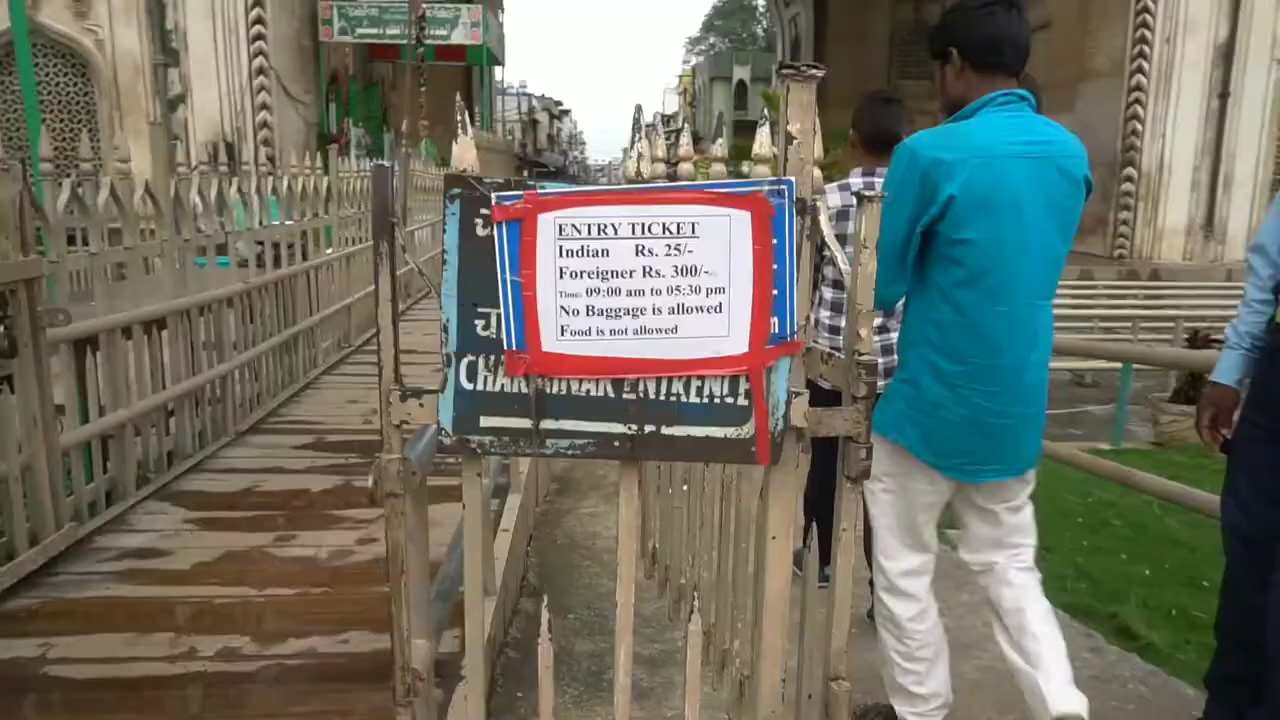 ENTRY TICKET
Indian Rs. 25/-
Foreigner Rs. 300/-
Time: 09:00 am to 05:30 pm
No Baggage is allowed
Food is not allowed
CHARMINAR ENTRENCE